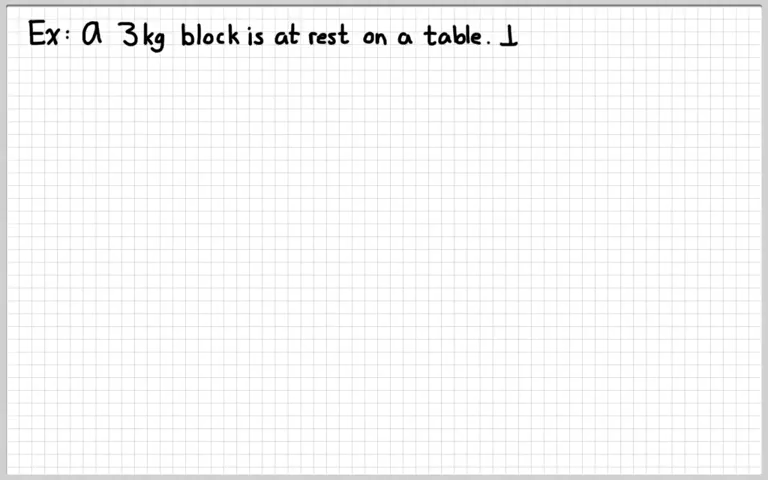 Ex: a 3kg block is at rest on a table.